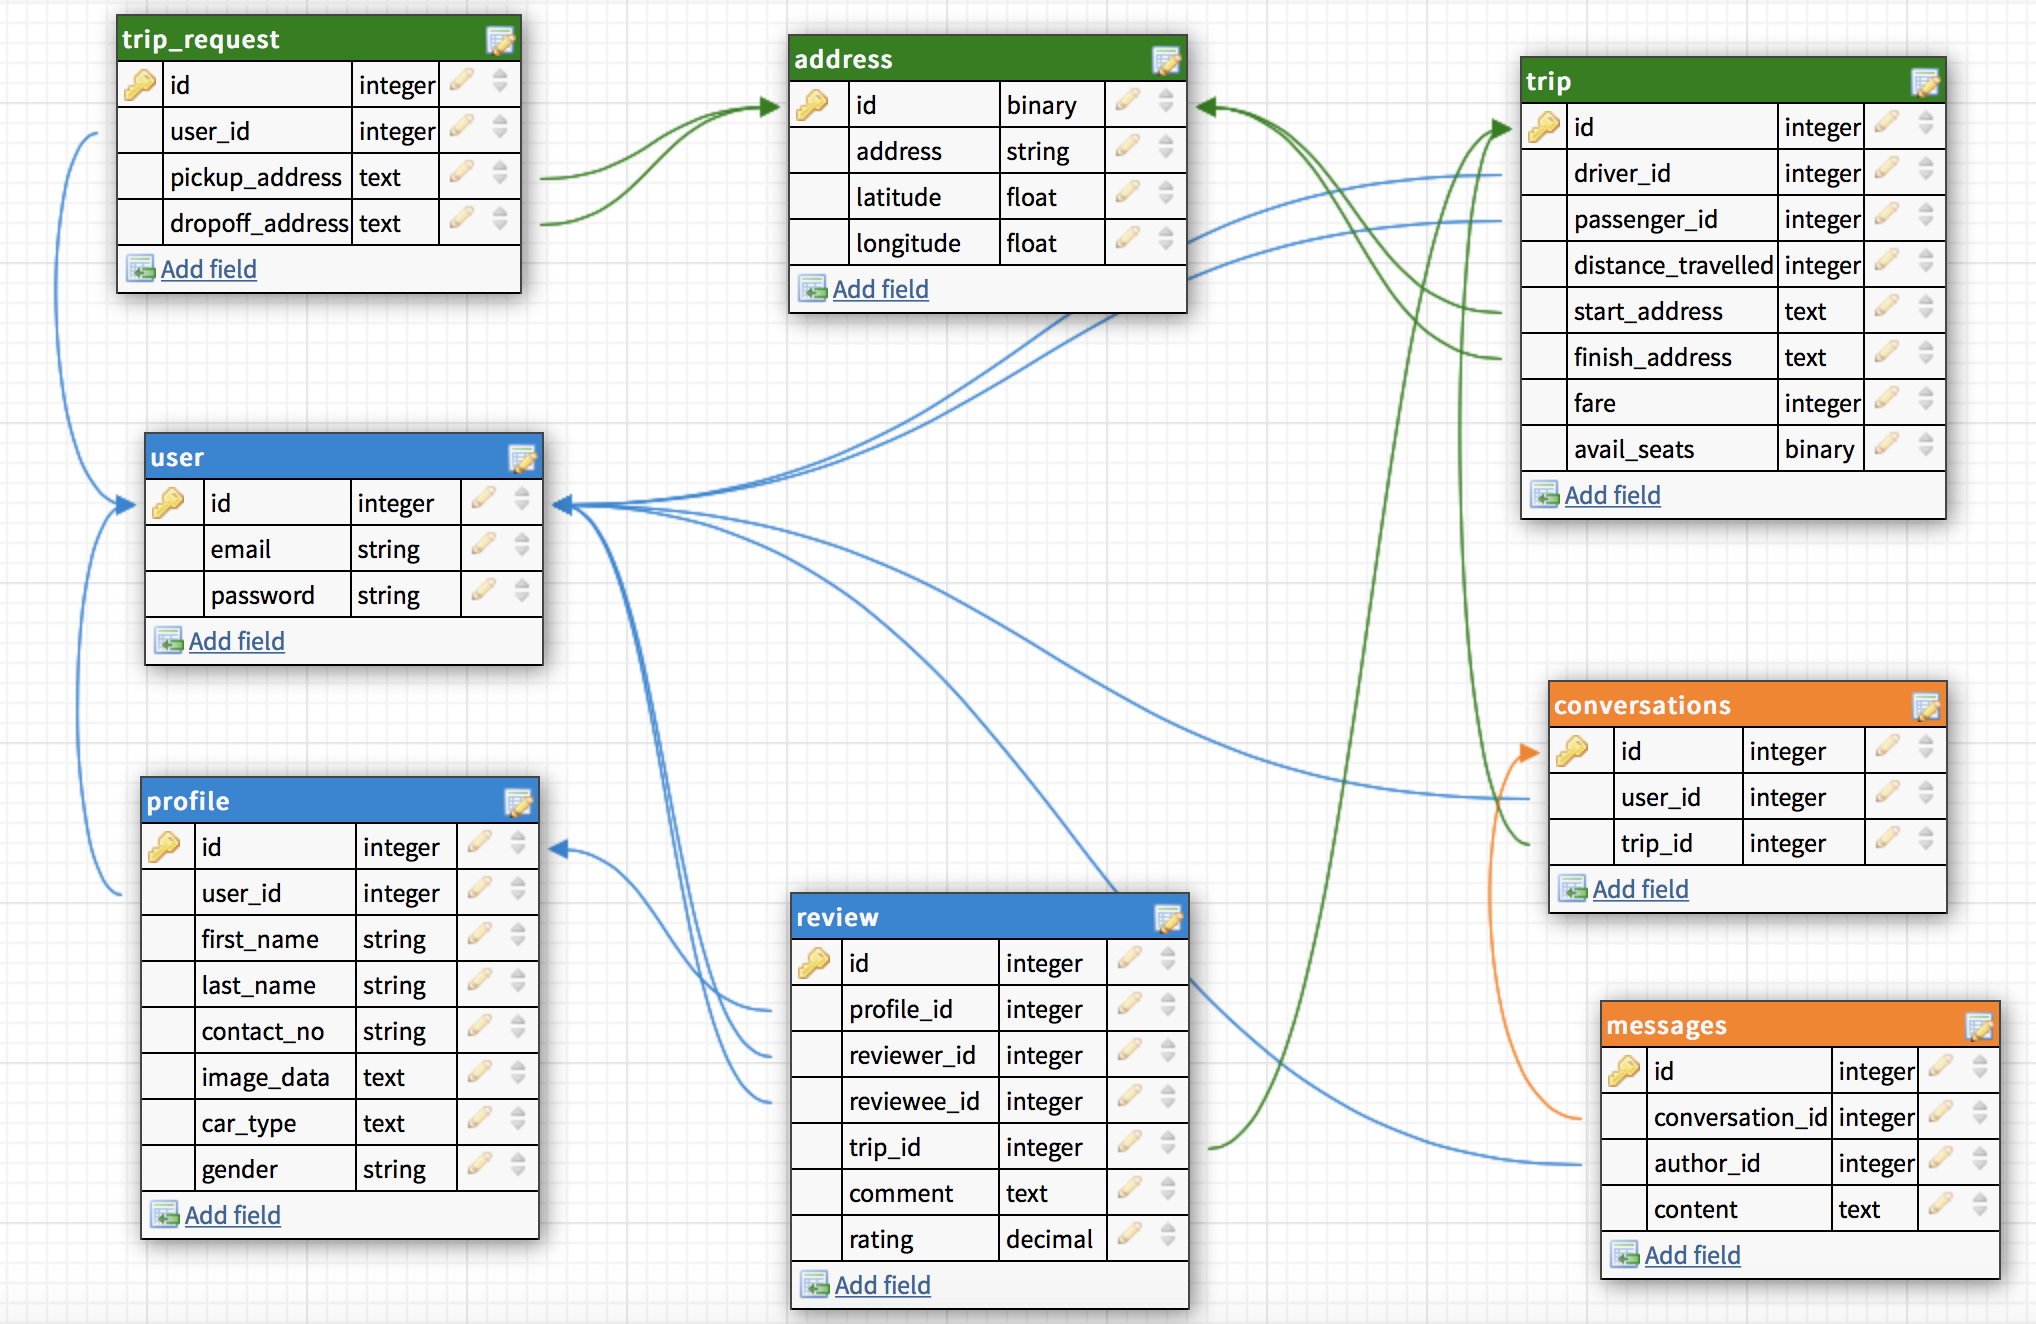 trip_request
id integer
user_id integer
pickup_address text
dropoff_address text
Add field
address
id binary
address string
latitude float
longitude float
Add field
trip
id integer
driver_id integer
passenger_id integer
distance_travelled integer
start_address text
finish_address text
fare integer
avail_seats binary
Add field
user
id integer
email string
password string
Add field
profile
id integer
user_id integer
first_name string
last_name string
contact_no string
image_data text
car_type text
gender string
Add field
review
id integer
profile_id integer
reviewer_id integer
reviewee_id integer
trip_id integer
comment text
rating decimal
Add field
conversations
id integer
user_id integer
trip_id integer
Add field
messages
id integer
conversation_id integer
author_id integer
content text
Add field